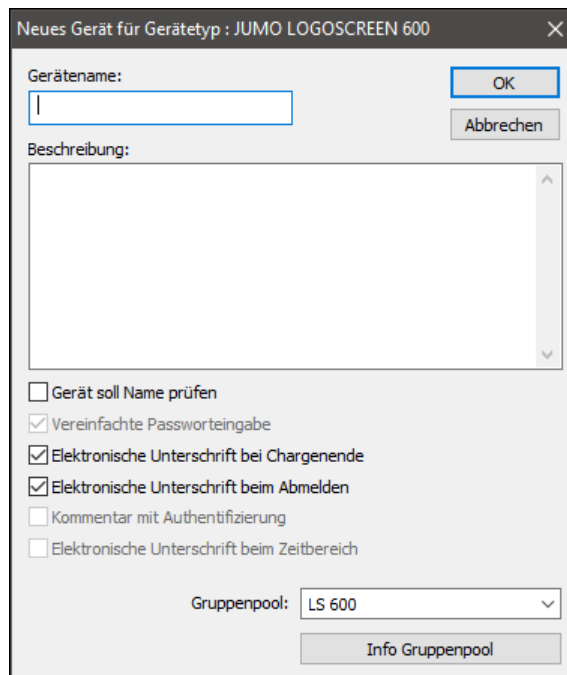 Neues Gerät für Gerätetyp : JUMO LOGOSCREEN 600
Gerätename:
OK
Abbrechen
Beschreibung:
Gerät soll Name prüfen
Vereinfachte Passworteingabe
Elektronische Unterschrift bei Chargenende
Elektronische Unterschrift beim Abmelden
Kommentar mit Authentifizierung
Elektronische Unterschrift beim Zeitbereich
Gruppenpool: LS 600
Info Gruppenpool